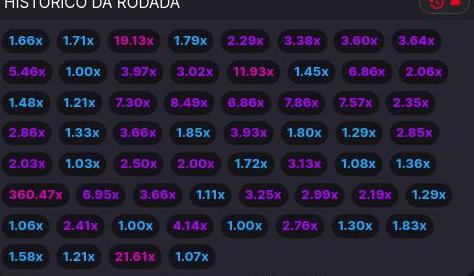 HISTÓRICO DA RODADA
1.66x 1.71x 19.13x 1.79x 2.29x 3.38x 3.60x 3.64x
5.46x 1.00x 3.97x 3.02x 11.93x 1.45x 6.86x 2.06x
1.48x 1.21x 7.30x 8.49x 6.86x 7.86x 7.57x 2.35x
2.86x 1.33x 3.66x 1.85x 3.93x 1.80x 1.29x 2.85x
2.03x 1.03x 2.50x 2.00x 1.72x 3.13x 1.08x 1.36x
360.47x 6.95x 3.66x 1.11x 3.25x 2.99x 2.19x 1.29x
1.06x 2.41x 1.00x 4.14x 1.00x 2.76x 1.30x 1.83x
1.58x 1.21x 21.61x 1.07x